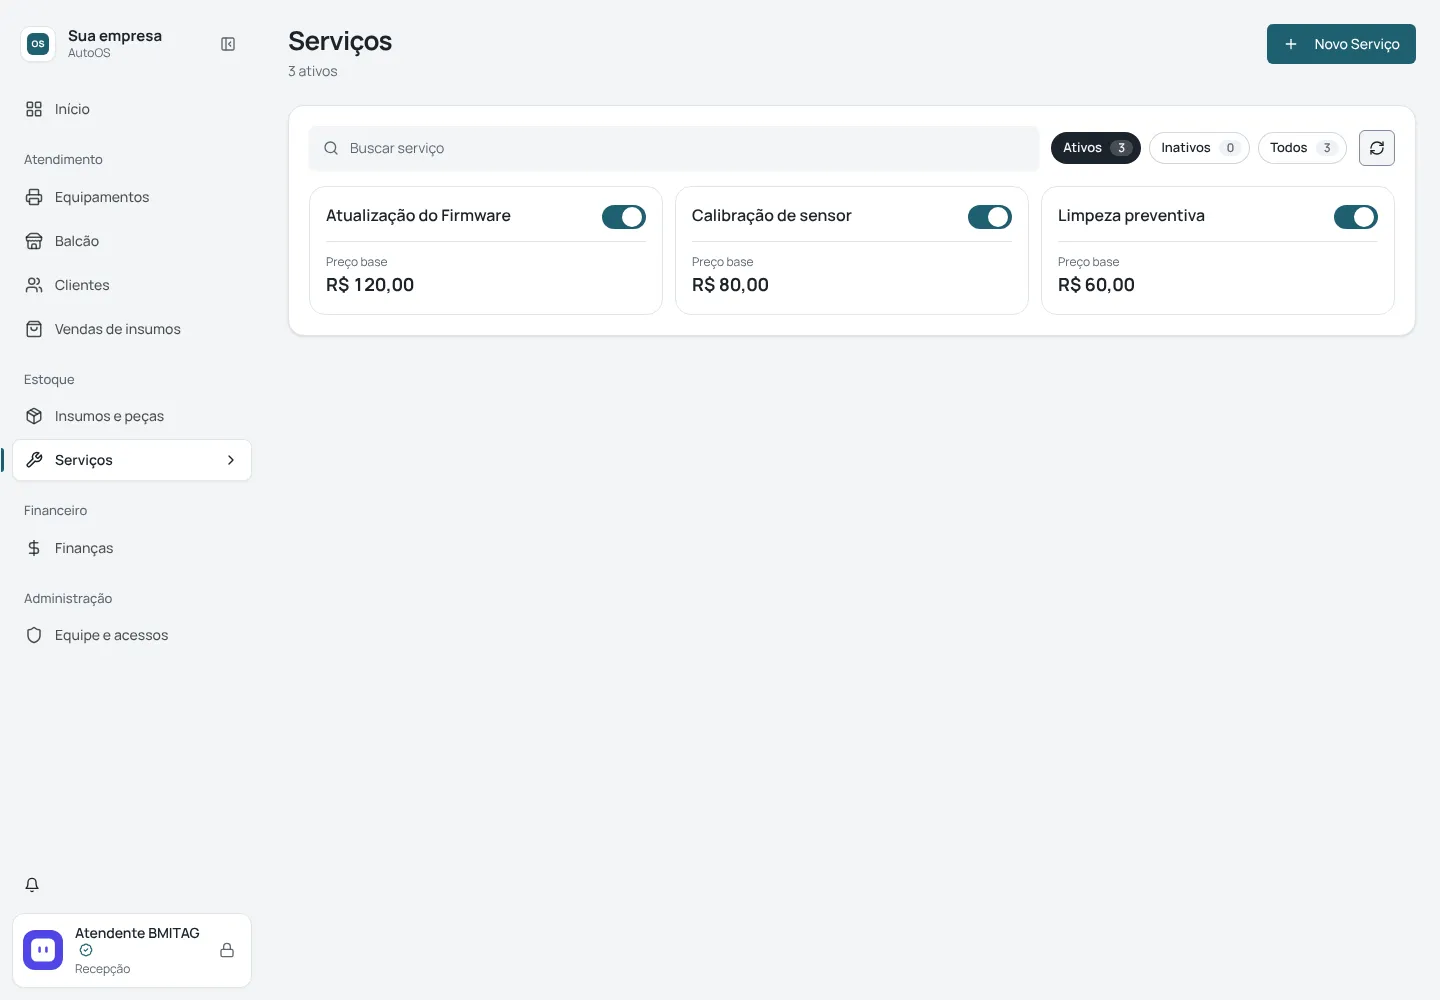 OS
Sua empresa
AutoOS
Início
Atendimento
Equipamentos
Balcão
Clientes
Vendas de insumos
Estoque
Insumos e peças
Serviços
Financeiro
Finanças
Administração
Equipe e acessos
Atendente BMITAG
Recepção
Serviços
3 ativos
Novo Serviço
Buscar serviço
Ativos 3
Inativos 0
Todos 3
Atualização do Firmware
Preço base
R$ 120,00
Calibração de sensor
Preço base
R$ 80,00
Limpeza preventiva
Preço base
R$ 60,00